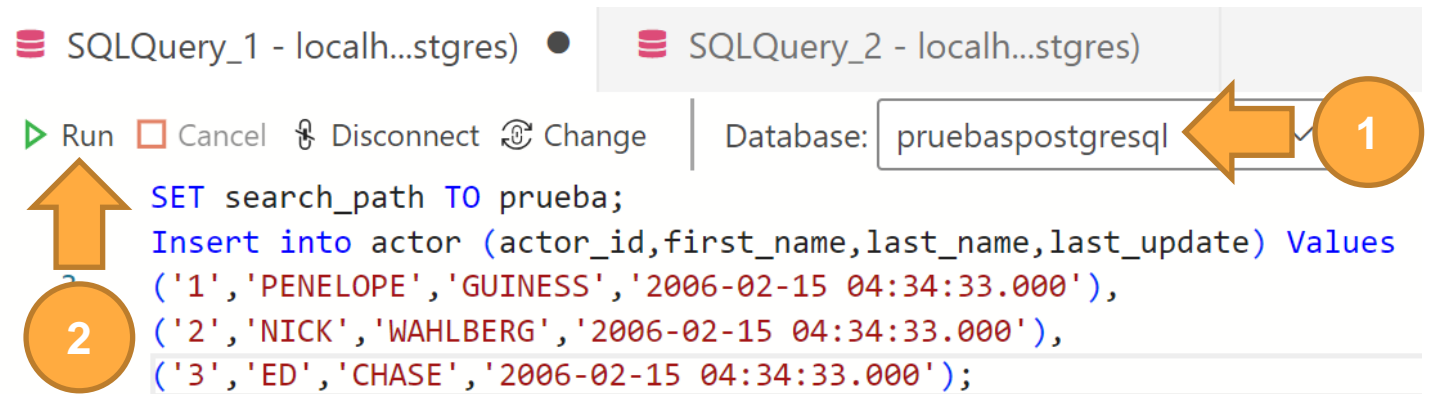 SQLQuery_1 - localh...stgres) SQLQuery_2 - localh...stgres)
Run Cancel Disconnect Change Database: pruebaspostgresql 1
SET search_path TO prueba;
Insert into actor (actor_id,first_name,last_name,last_update) Values
('1','PENELOPE','GUINESS','2006-02-15 04:34:33.000'),
2 ('2','NICK','WAHLBERG','2006-02-15 04:34:33.000'),
('3','ED','CHASE','2006-02-15 04:34:33.000');